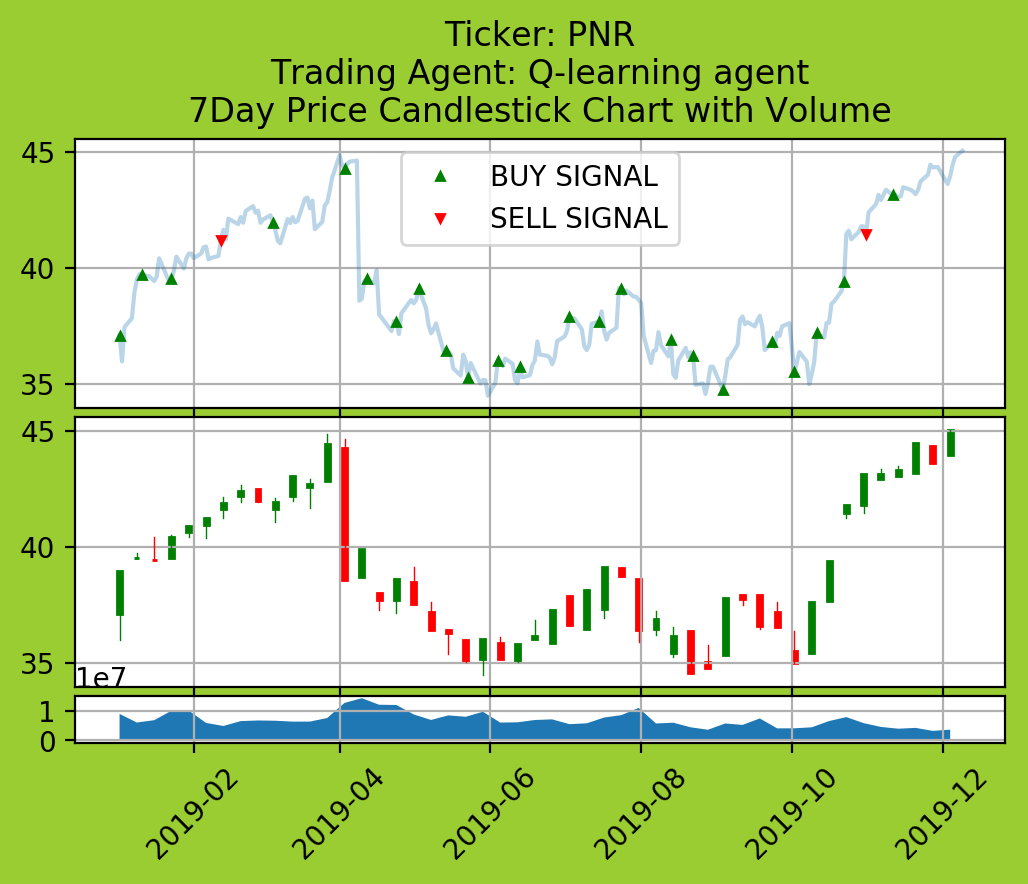 Ticker: PNR
Trading Agent: Q-learning agent
7Day Price Candlestick Chart with Volume
45
40
35
BUY SIGNAL
SELL SIGNAL
45
40
35
1e7
1
0
2019-02
2019-04
2019-06
2019-08
2019-10
2019-12